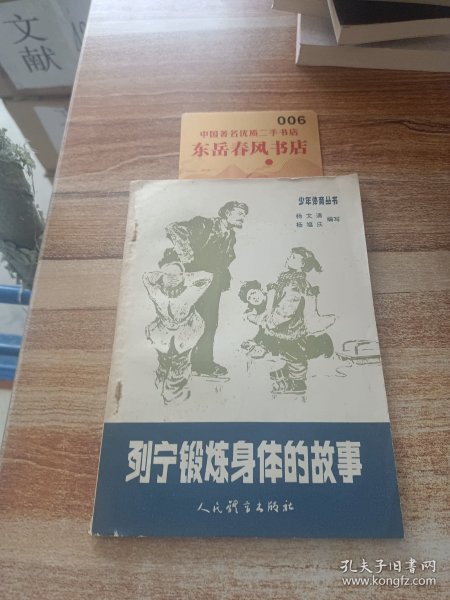 文献
006
中国著名优质二手书店
东岳春风书店
少年体育丛书
杨文清
杨福庆
编写
列宁锻炼身体的故事
人民体育出版社
孔夫子旧书网
www.kongfz.com